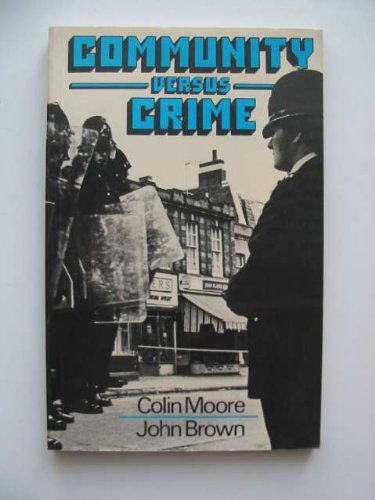 COMMUNITY
VERSUS
CRIME
Colin Moore
John Brown